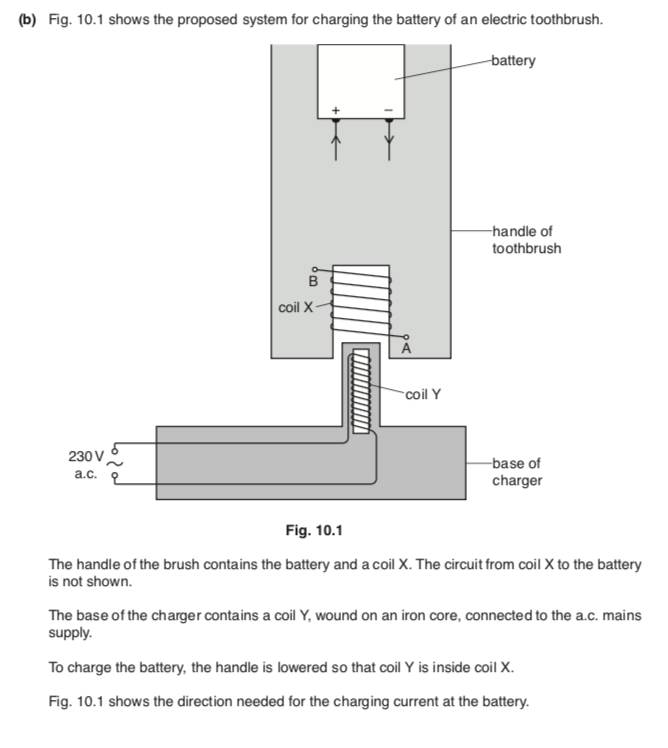 (b) Fig. 10.1 shows the proposed system for charging the battery of an electric toothbrush.
battery
+ –
handle of
toothbrush
B
coil X
A
coil Y
230 V
a.c.
base of
charger
Fig. 10.1
The handle of the brush contains the battery and a coil X. The circuit from coil X to the battery
is not shown.
The base of the charger contains a coil Y, wound on an iron core, connected to the a.c. mains
supply.
To charge the battery, the handle is lowered so that coil Y is inside coil X.
Fig. 10.1 shows the direction needed for the charging current at the battery.